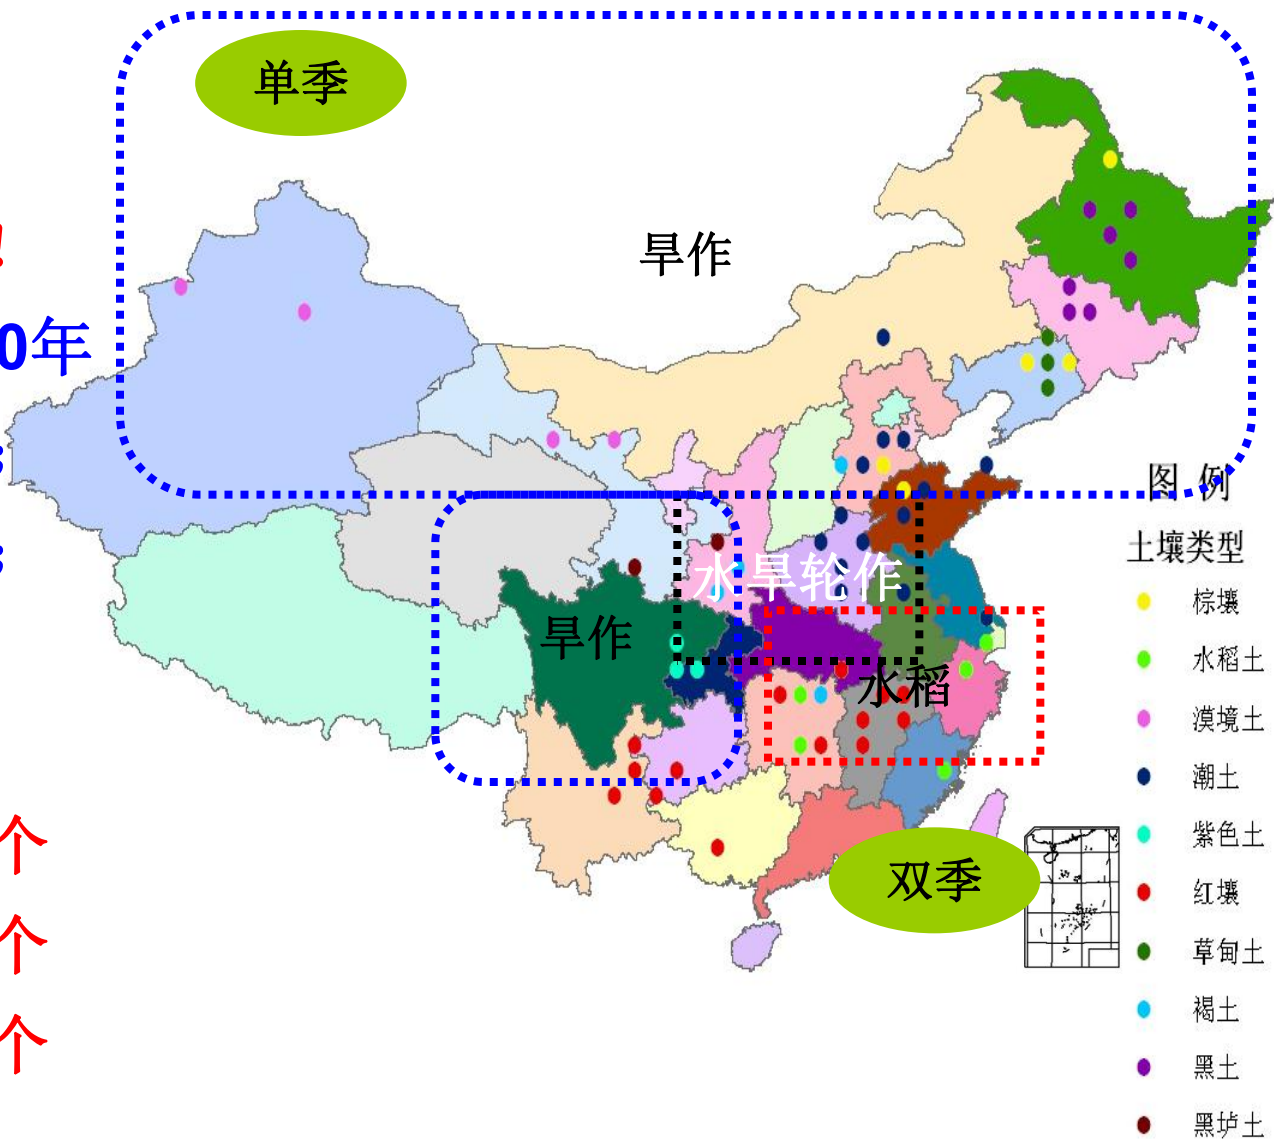 单季
旱作
!
0年
;
;
水旱轮作
旱作
水稻
双季
个
个
个
图 例
土壤类型
棕壤
水稻土
漠境土
潮土
紫色土
红壤
草甸土
褐土
黑土
黑垆土